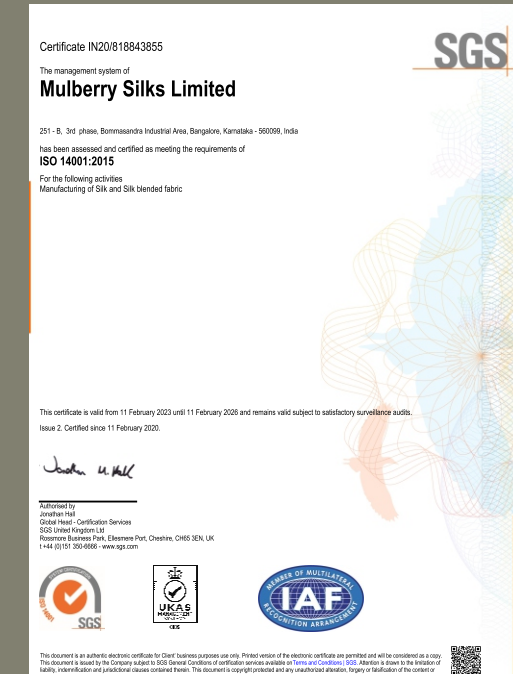 SGS
Certificate IN20/818843855
The management system of
Mulberry Silks Limited
251 - B, 3rd phase, Bommasandra Industrial Area, Bangalore, Karnataka - 560099, India
has been assessed and certified as meeting the requirements of
ISO 14001:2015
For the following activities
Manufacturing of Silk and Silk blended fabric
This certificate is valid from 11 February 2023 until 11 February 2026 and remains valid subject to satisfactory surveillance audits.
Issue 2. Certified since 11 February 2020.
Authorised by
Jonathan Hall
Global Head - Certification Services
SGS United Kingdom Ltd
Rossmore Business Park, Ellesmere Port, Cheshire, CH65 3EN, UK
t +44 (0)151 350-6666 - www.sgs.com
ISO 14001
SGS
UKAS
MANAGEMENT
SYSTEMS
0005
MEMBER OF MULTILATERAL
IAF
RECOGNITION ARRANGEMENT
This document is an authentic electronic certificate for Client' business purposes use only. Printed version of the electronic certificate are permitted and will be considered as a copy.
This document is issued by the Company subject to SGS General Conditions of certification services available on Terms and Conditions | SGS. Attention is drawn to the limitation of
liability, indemnification and jurisdictional clauses contained therein. This document is copyright protected and any unauthorized alteration, forgery or falsification of the content or